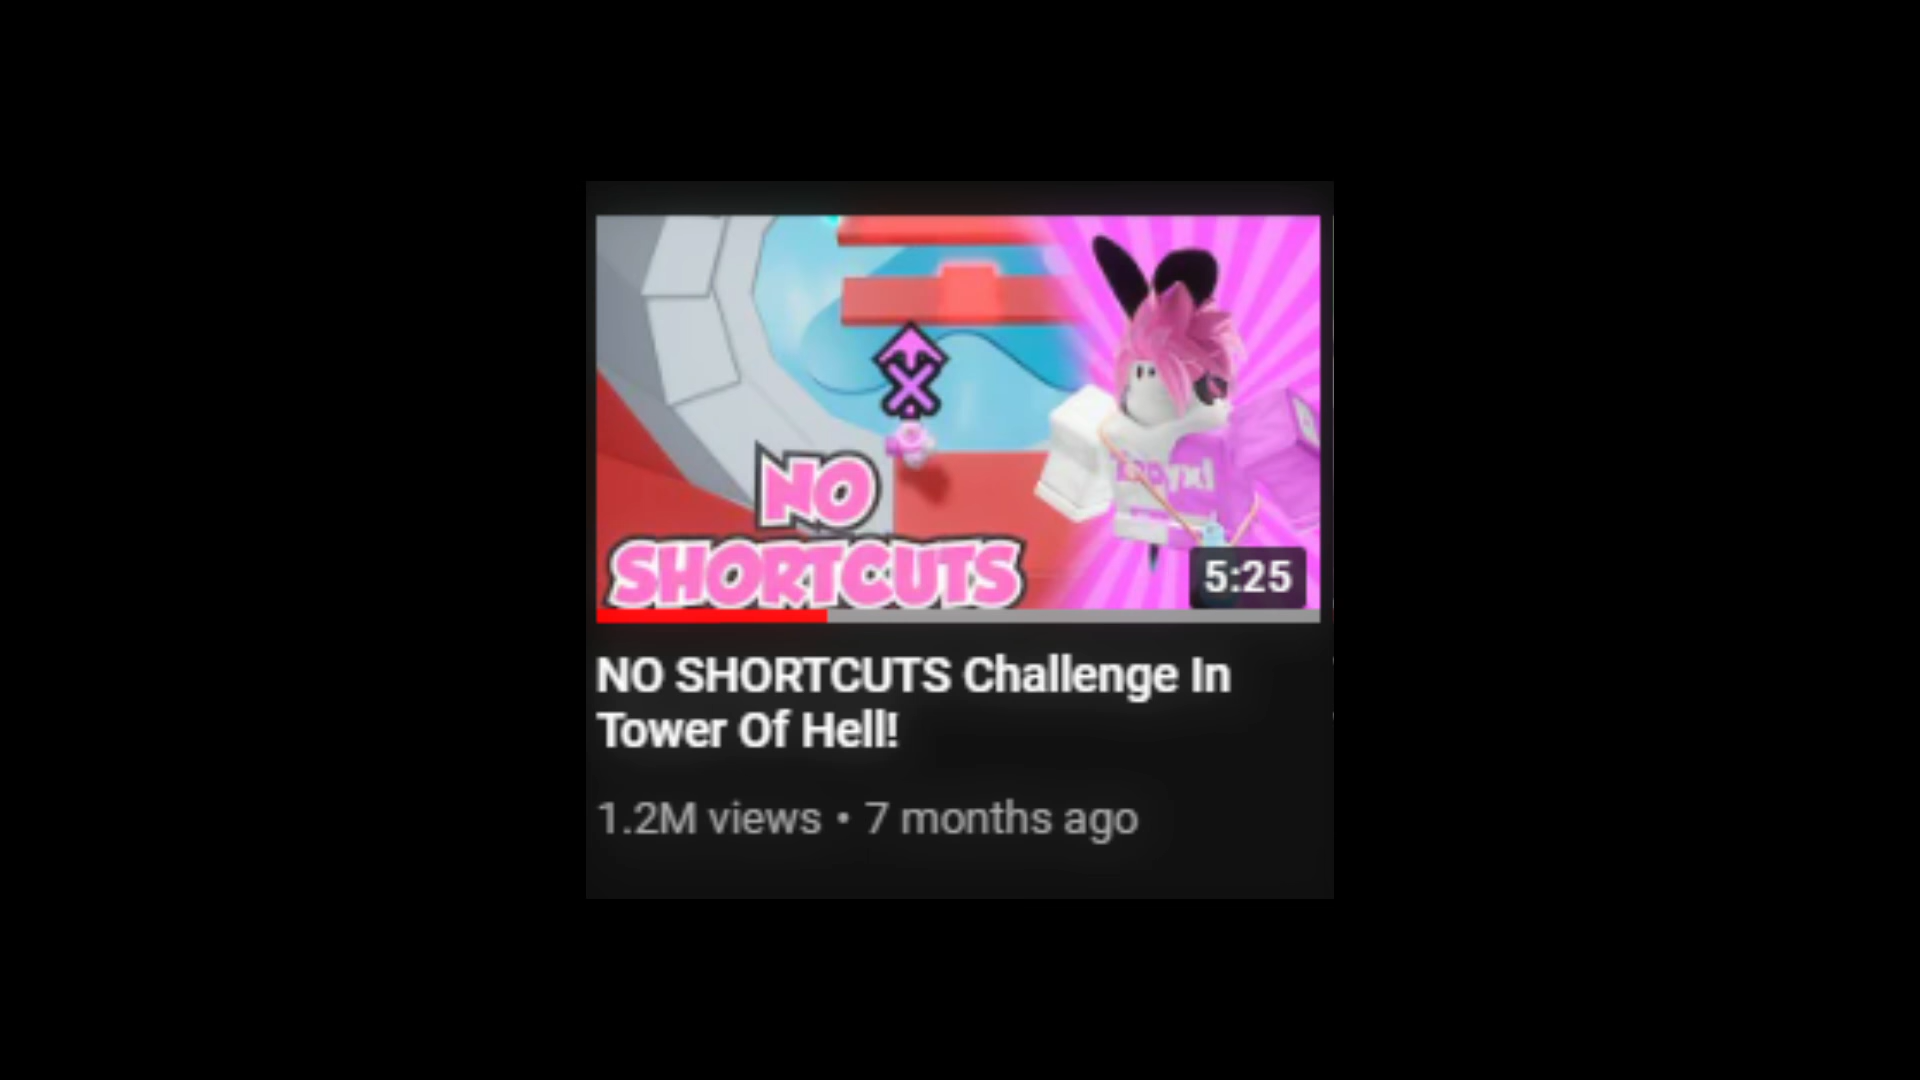 NO
SHORTCUTS
5:25
NO SHORTCUTS Challenge In
Tower Of Hell!
1.2M views • 7 months ago